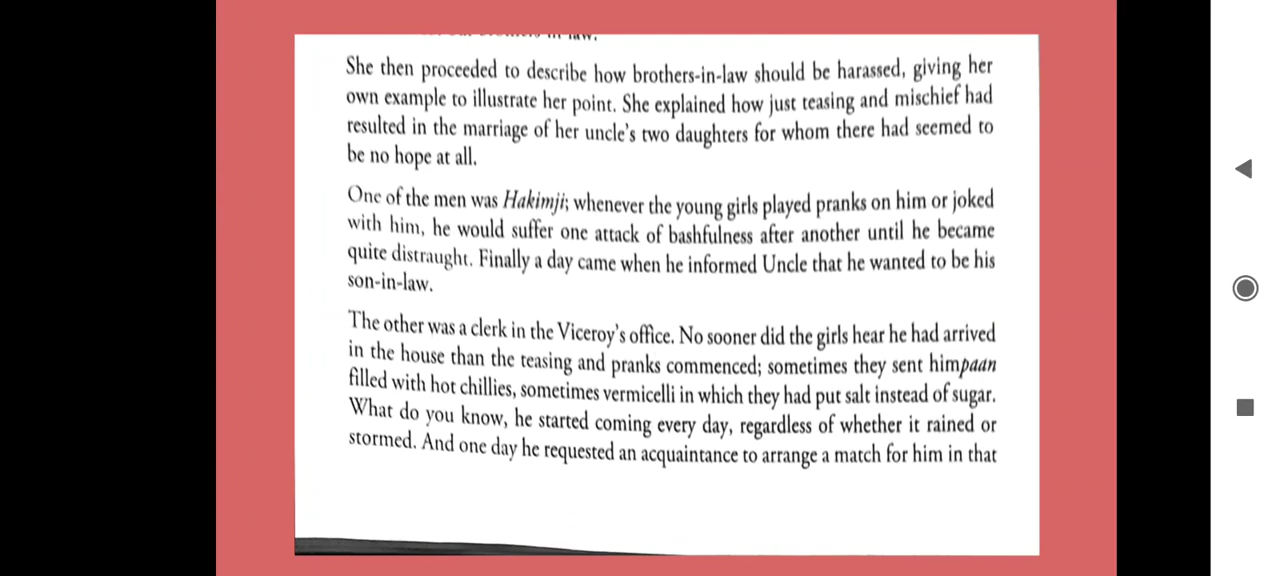 She then proceeded to describe how brothers-in-law should be harassed, giving her
own example to illustrate her point. She explained how just teasing and mischief had
resulted in the marriage of her uncle's two daughters for whom there had seemed to
be no hope at all.
One of the men was Hakimji; whenever the young girls played pranks on him or joked
with him, he would suffer one attack of bashfulness after another until he became
quite distraught. Finally a day came when he informed Uncle that he wanted to be his
son-in-law.
The other was a clerk in the Viceroy's office. No sooner did the girls hear he had arrived
in the house than the teasing and pranks commenced; sometimes they sent himpaan
filled with hot chillies, sometimes vermicelli in which they had put salt instead of sugar.
What do you know, he started coming every day, regardless of whether it rained or
stormed. And one day he requested an acquaintance to arrange a match for him in that